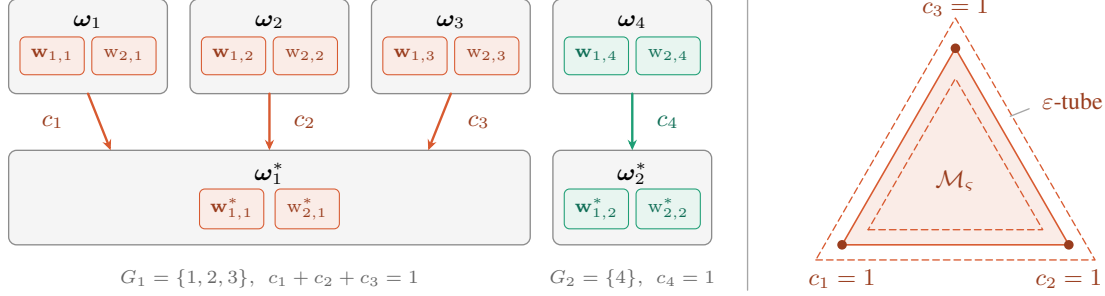 ω₁ ω₂ ω₃ ω₄
w₁,₁ w₂,₁ w₁,₂ w₂,₂ w₁,₃ w₂,₃ w₁,₄ w₂,₄
c₁ c₂ c₃ c₄
ω₁* ω₂*
w*₁,₁ w*₂,₁ w*₁,₂ w*₂,₂
G₁ = {1, 2, 3}, c₁ + c₂ + c₃ = 1 G₂ = {4}, c₄ = 1
c₃ = 1
ε-tube
ℳ_ς
c₁ = 1 c₂ = 1